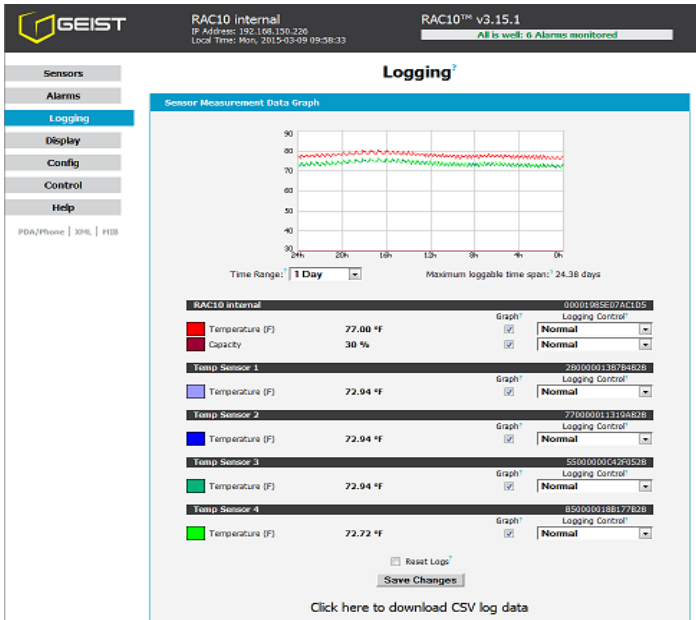 GEIST
RAC10 internal
IP Address: 192.168.150.226
Local Time: Mon, 2015-03-09 09:58:33
RAC10™ v3.15.1
All is well: 6 Alarms monitored
Sensors
Alarms
Logging
Display
Config
Control
Help
PDA/Phone | XML | MIB
Logging?
Sensor Measurement Data Graph
90
80
70
60
50
40
30
24h 20h 16h 12h 8h 4h 0h
Time Range:? 1 Day
Maximum loggable time span:? 24.38 days
RAC10 internal 00001985E07AC1D5
Graph? Logging Control?
Temperature (F) 77.00 °F Normal
Capacity 30 % Normal
Temp Sensor 1 28000001387B4B28
Graph? Logging Control?
Temperature (F) 72.94 °F Normal
Temp Sensor 2 770000011319AB28
Graph? Logging Control?
Temperature (F) 72.94 °F Normal
Temp Sensor 3 55000000C42F0528
Graph? Logging Control?
Temperature (F) 72.94 °F Normal
Temp Sensor 4 850000018B177B28
Graph? Logging Control?
Temperature (F) 72.72 °F Normal
Reset Logs?
Save Changes
Click here to download CSV log data